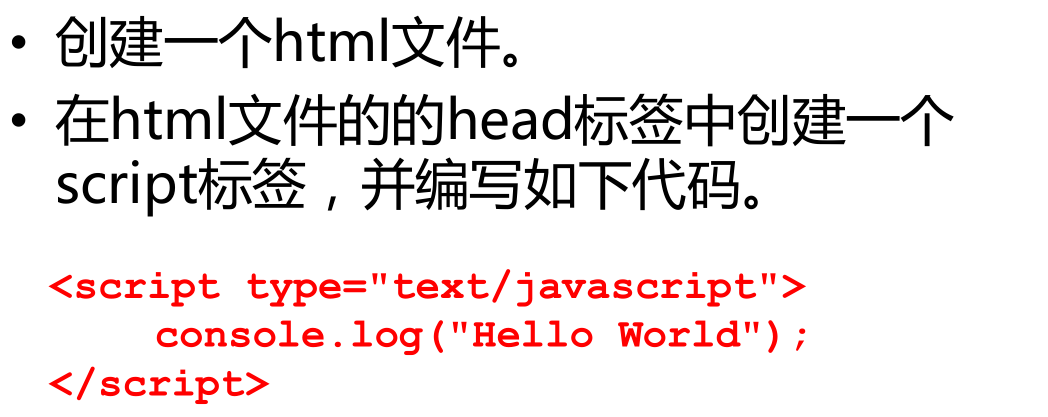 • 创建一个html文件。
• 在html文件的的head标签中创建一个
script标签，并编写如下代码。
<script type="text/javascript">
    console.log("Hello World");
</script>